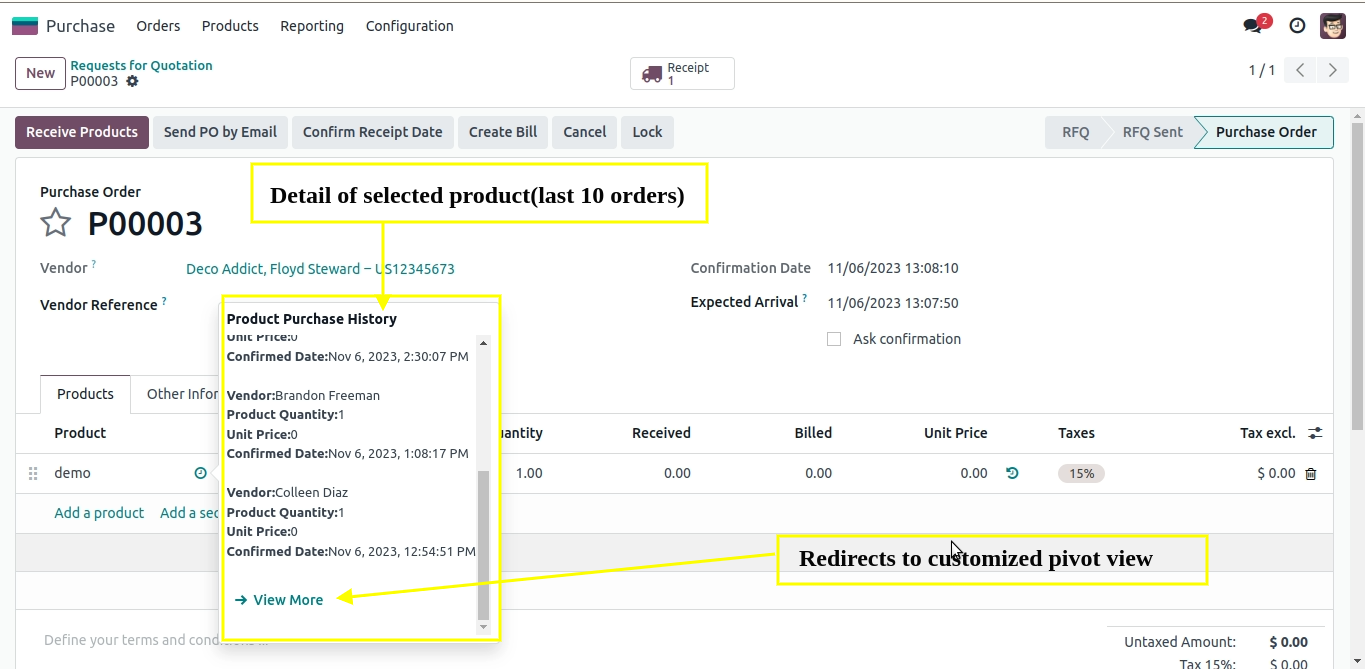 Purchase Orders Products Reporting Configuration 2
New Requests for Quotation
P00003
Receipt
1
1 / 1
Receive Products Send PO by Email Confirm Receipt Date Create Bill Cancel Lock RFQ RFQ Sent Purchase Order
Detail of selected product(last 10 orders)
Purchase Order
P00003
Vendor ? Deco Addict, Floyd Steward – US12345673
Confirmation Date 11/06/2023 13:08:10
Vendor Reference ?
Expected Arrival ? 11/06/2023 13:07:50
Ask confirmation
Product Purchase History
Unit Price:0
Confirmed Date:Nov 6, 2023, 2:30:07 PM
Vendor:Brandon Freeman
Product Quantity:1
Unit Price:0
Confirmed Date:Nov 6, 2023, 1:08:17 PM
Vendor:Colleen Diaz
Product Quantity:1
Unit Price:0
Confirmed Date:Nov 6, 2023, 12:54:51 PM
View More
Products Other Infor
Product antity Received Billed Unit Price Taxes Tax excl.
demo 1.00 0.00 0.00 0.00 15% $ 0.00
Add a product Add a sec
Redirects to customized pivot view
Define your terms and
Untaxed Amount: $ 0.00
Tax 15%: $ 0.00